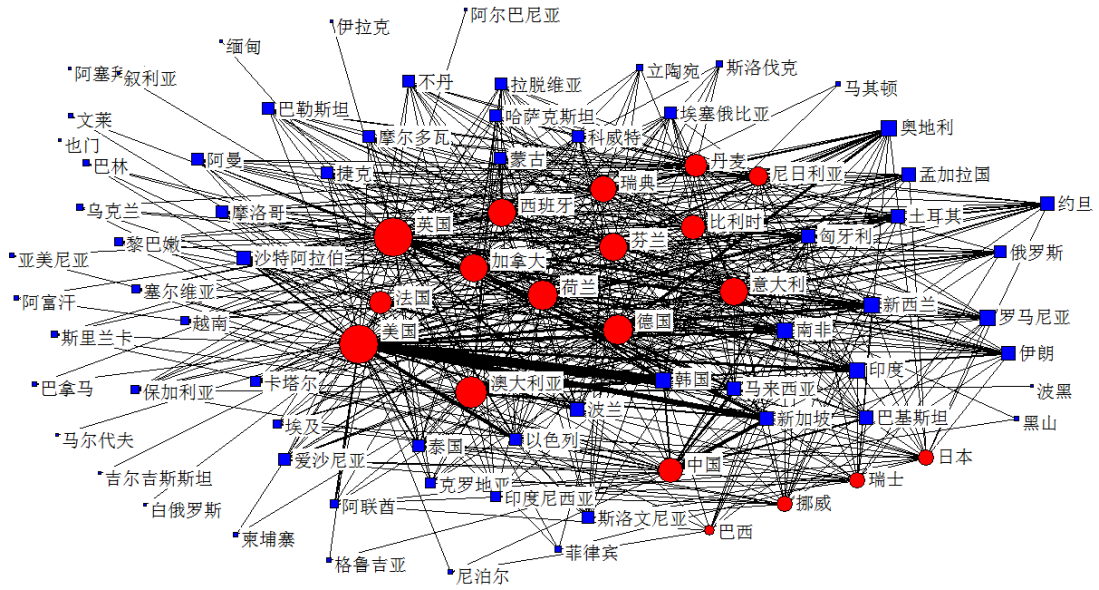 阿尔巴尼亚
伊拉克
缅甸
阿塞
叙利亚
立陶宛
斯洛伐克
马其顿
不丹
拉脱维亚
巴勒斯坦
哈萨克斯坦
埃塞俄比亚
文莱
摩尔多瓦
科威特
奥地利
也门
阿曼
蒙古
丹麦
巴林
捷克
瑞典
尼日利亚
孟加拉国
乌克兰
摩洛哥
英国
西班牙
比利时
土耳其
约旦
黎巴嫩
芬兰
匈牙利
亚美尼亚
沙特阿拉伯
加拿大
俄罗斯
阿富汗
塞尔维亚
法国
荷兰
意大利
新西兰
斯里兰卡
越南
美国
德国
南非
罗马尼亚
伊朗
巴拿马
保加利亚
卡塔尔
澳大利亚
韩国
马来西亚
印度
波黑
马尔代夫
埃及
波兰
新加坡
巴基斯坦
黑山
泰国
以色列
吉尔吉斯斯坦
爱沙尼亚
中国
日本
克罗地亚
瑞士
白俄罗斯
阿联酋
印度尼西亚
挪威
斯洛文尼亚
巴西
柬埔寨
格鲁吉亚
尼泊尔
菲律宾